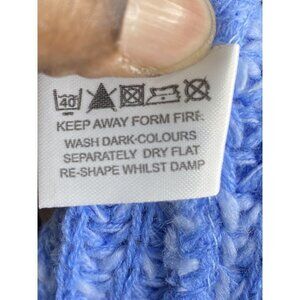 40
KEEP AWAY FORM FIRE
WASH DARK-COLOURS
SEPARATELY DRY FLAT
RE-SHAPE WHILST DAMP